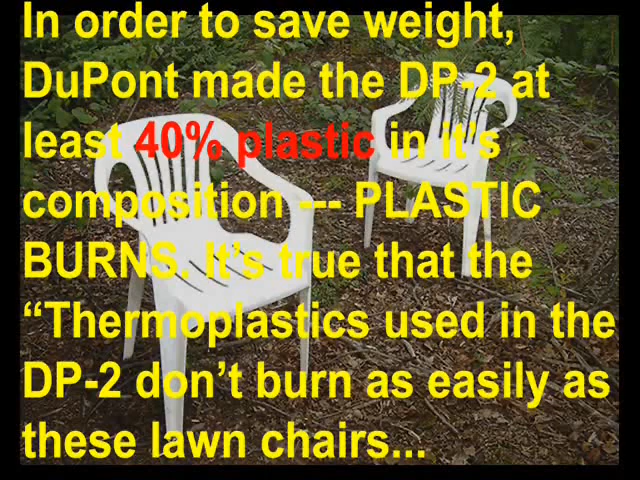 In order to save weight,
DuPont made the DP-2 at
least 40% plastic in it's
composition --- PLASTIC
BURNS. It's true that the
“Thermoplastics used in the
DP-2 don't burn as easily as
these lawn chairs...